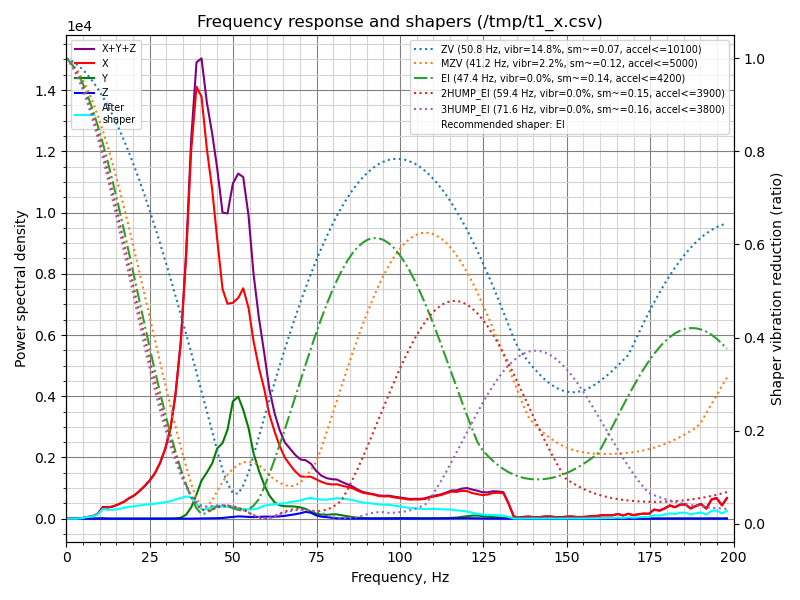 Frequency response and shapers (/tmp/t1_x.csv)
1e4
X+Y+Z
X
Y
Z
After
shaper
ZV (50.8 Hz, vibr=14.8%, sm~=0.07, accel<=10100)
MZV (41.2 Hz, vibr=2.2%, sm~=0.12, accel<=5000)
EI (47.4 Hz, vibr=0.0%, sm~=0.14, accel<=4200)
2HUMP_EI (59.4 Hz, vibr=0.0%, sm~=0.15, accel<=3900)
3HUMP_EI (71.6 Hz, vibr=0.0%, sm~=0.16, accel<=3800)
Recommended shaper: EI
1.4
1.2
1.0
0.8
0.6
0.4
0.2
0.0
Power spectral density
1.0
0.8
0.6
0.4
0.2
0.0
Shaper vibration reduction (ratio)
0 25 50 75 100 125 150 175 200
Frequency, Hz